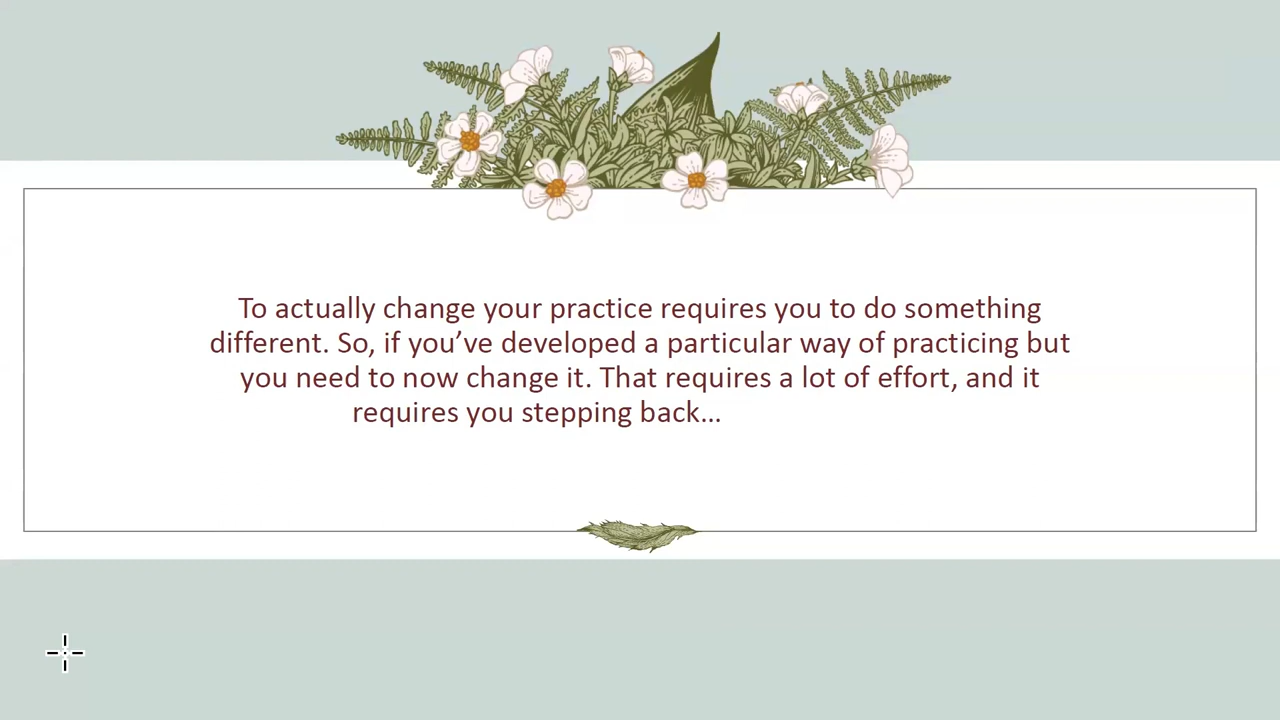 To actually change your practice requires you to do something
different. So, if you’ve developed a particular way of practicing but
you need to now change it. That requires a lot of effort, and it
requires you stepping back…